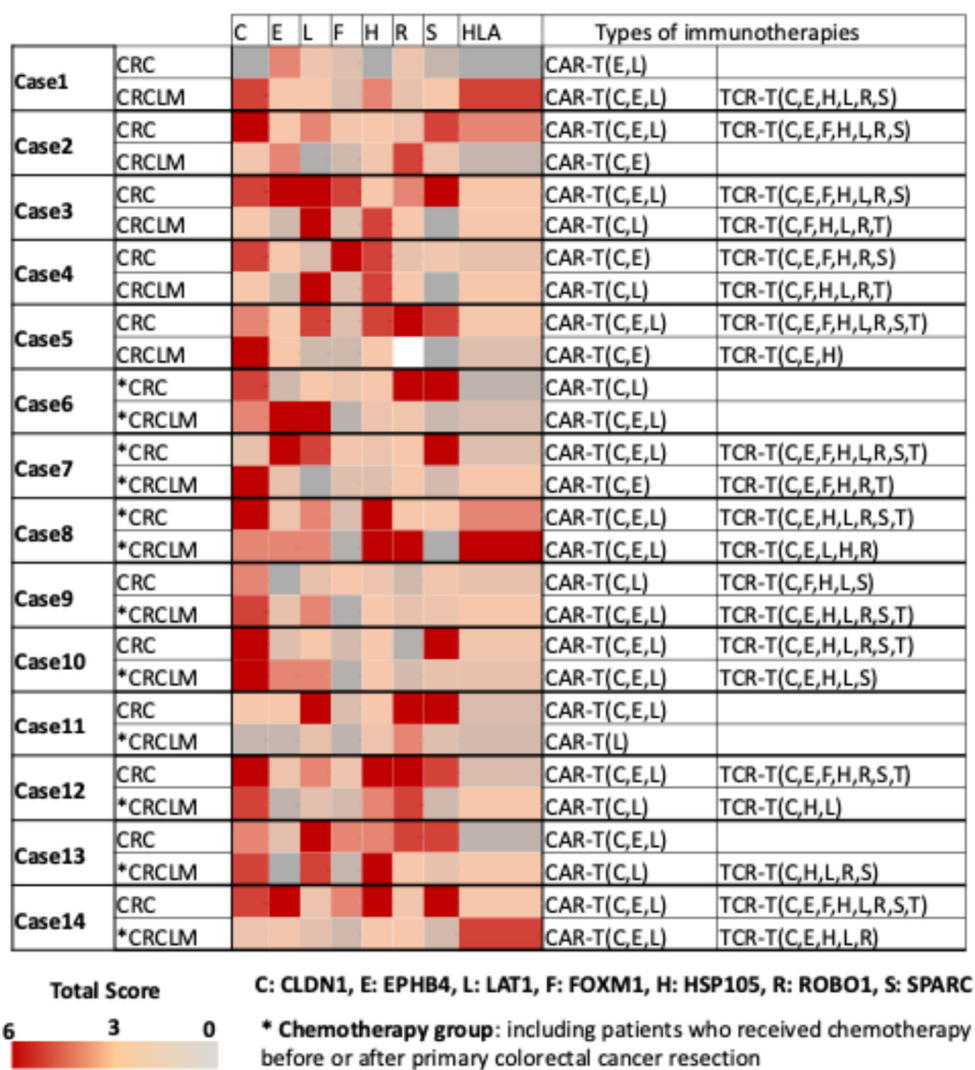 C E L F H R S HLA Types of immunotherapies
Case1 CRC CAR-T(E,L)
CRCLM CAR-T(C,E,L) TCR-T(C,E,H,L,R,S)
Case2 CRC CAR-T(C,E,L) TCR-T(C,E,F,H,L,R,S)
CRCLM CAR-T(C,E)
Case3 CRC CAR-T(C,E,L) TCR-T(C,E,F,H,L,R,S)
CRCLM CAR-T(C,L) TCR-T(C,F,H,L,R,T)
Case4 CRC CAR-T(C,E) TCR-T(C,E,F,H,R,S)
CRCLM CAR-T(C,L) TCR-T(C,F,H,L,R,T)
Case5 CRC CAR-T(C,E,L) TCR-T(C,E,F,H,L,R,S,T)
CRCLM CAR-T(C,E) TCR-T(C,E,H)
Case6 *CRC CAR-T(C,L)
*CRCLM CAR-T(C,E,L)
Case7 *CRC CAR-T(C,E,L) TCR-T(C,E,F,H,L,R,S,T)
*CRCLM CAR-T(C,E) TCR-T(C,E,F,H,R,T)
Case8 *CRC CAR-T(C,E,L) TCR-T(C,E,H,L,R,S,T)
*CRCLM CAR-T(C,E,L) TCR-T(C,E,L,H,R)
Case9 CRC CAR-T(C,L) TCR-T(C,F,H,L,S)
*CRCLM CAR-T(C,E,L) TCR-T(C,E,H,L,R,S,T)
Case10 CRC CAR-T(C,E,L) TCR-T(C,E,H,L,R,S,T)
*CRCLM CAR-T(C,E,L) TCR-T(C,E,H,L,S)
Case11 CRC CAR-T(C,E,L)
*CRCLM CAR-T(L)
Case12 CRC CAR-T(C,E,L) TCR-T(C,E,F,H,R,S,T)
*CRCLM CAR-T(C,L) TCR-T(C,H,L)
Case13 CRC CAR-T(C,E,L)
*CRCLM CAR-T(C,L) TCR-T(C,H,L,R,S)
Case14 CRC CAR-T(C,E,L) TCR-T(C,E,F,H,L,R,S,T)
*CRCLM CAR-T(C,E,L) TCR-T(C,E,H,L,R)
Total Score
6 3 0
C: CLDN1, E: EPHB4, L: LAT1, F: FOXM1, H: HSP105, R: ROBO1, S: SPARC
* Chemotherapy group: including patients who received chemotherapy
before or after primary colorectal cancer resection